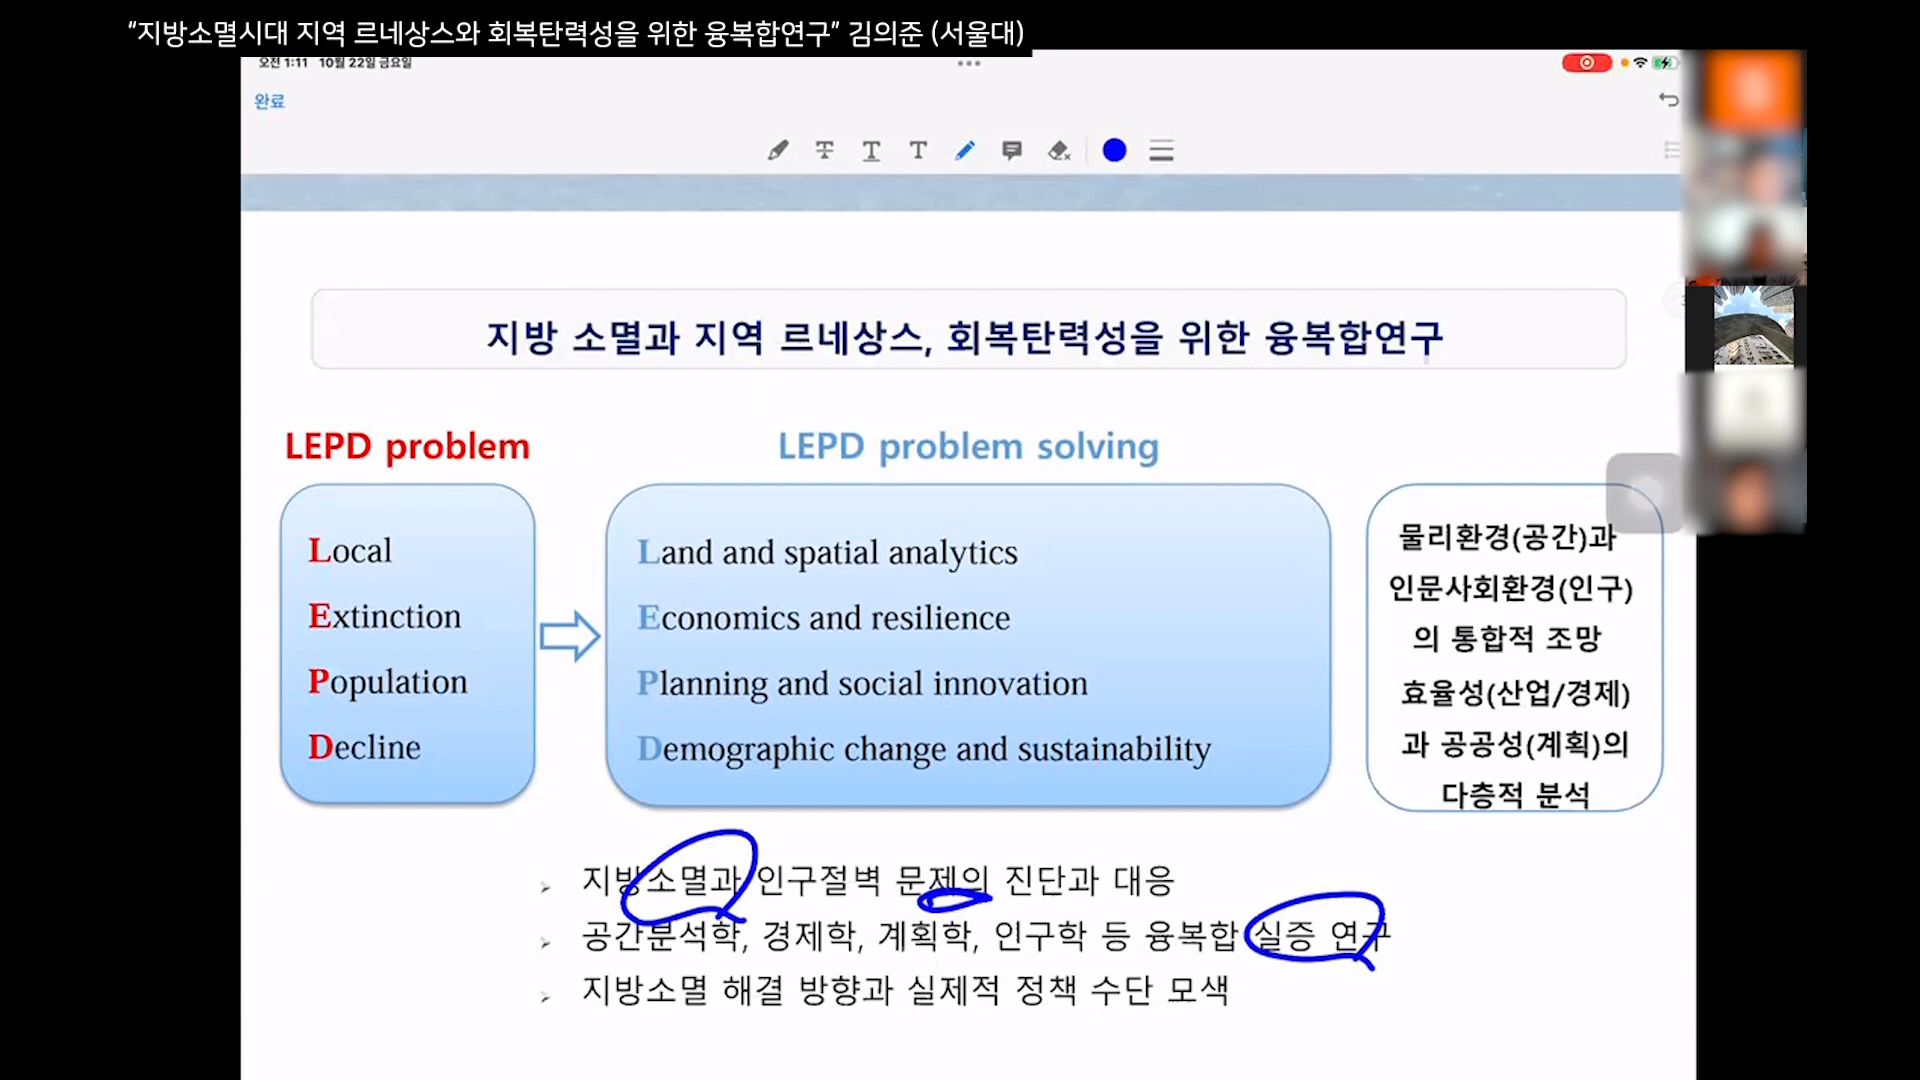 “지방소멸시대 지역 르네상스와 회복탄력성을 위한 융복합연구” 김의준 (서울대)
오전 1:11 10월 22일 금요일
완료
지방 소멸과 지역 르네상스, 회복탄력성을 위한 융복합연구
LEPD problem
Local
Extinction
Population
Decline
LEPD problem solving
Land and spatial analytics
Economics and resilience
Planning and social innovation
Demographic change and sustainability
물리환경(공간)과
인문사회환경(인구)
의 통합적 조망
효율성(산업/경제)
과 공공성(계획)의
다층적 분석
지방소멸과 인구절벽 문제의 진단과 대응
공간분석학, 경제학, 계획학, 인구학 등 융복합 실증 연구
지방소멸 해결 방향과 실제적 정책 수단 모색